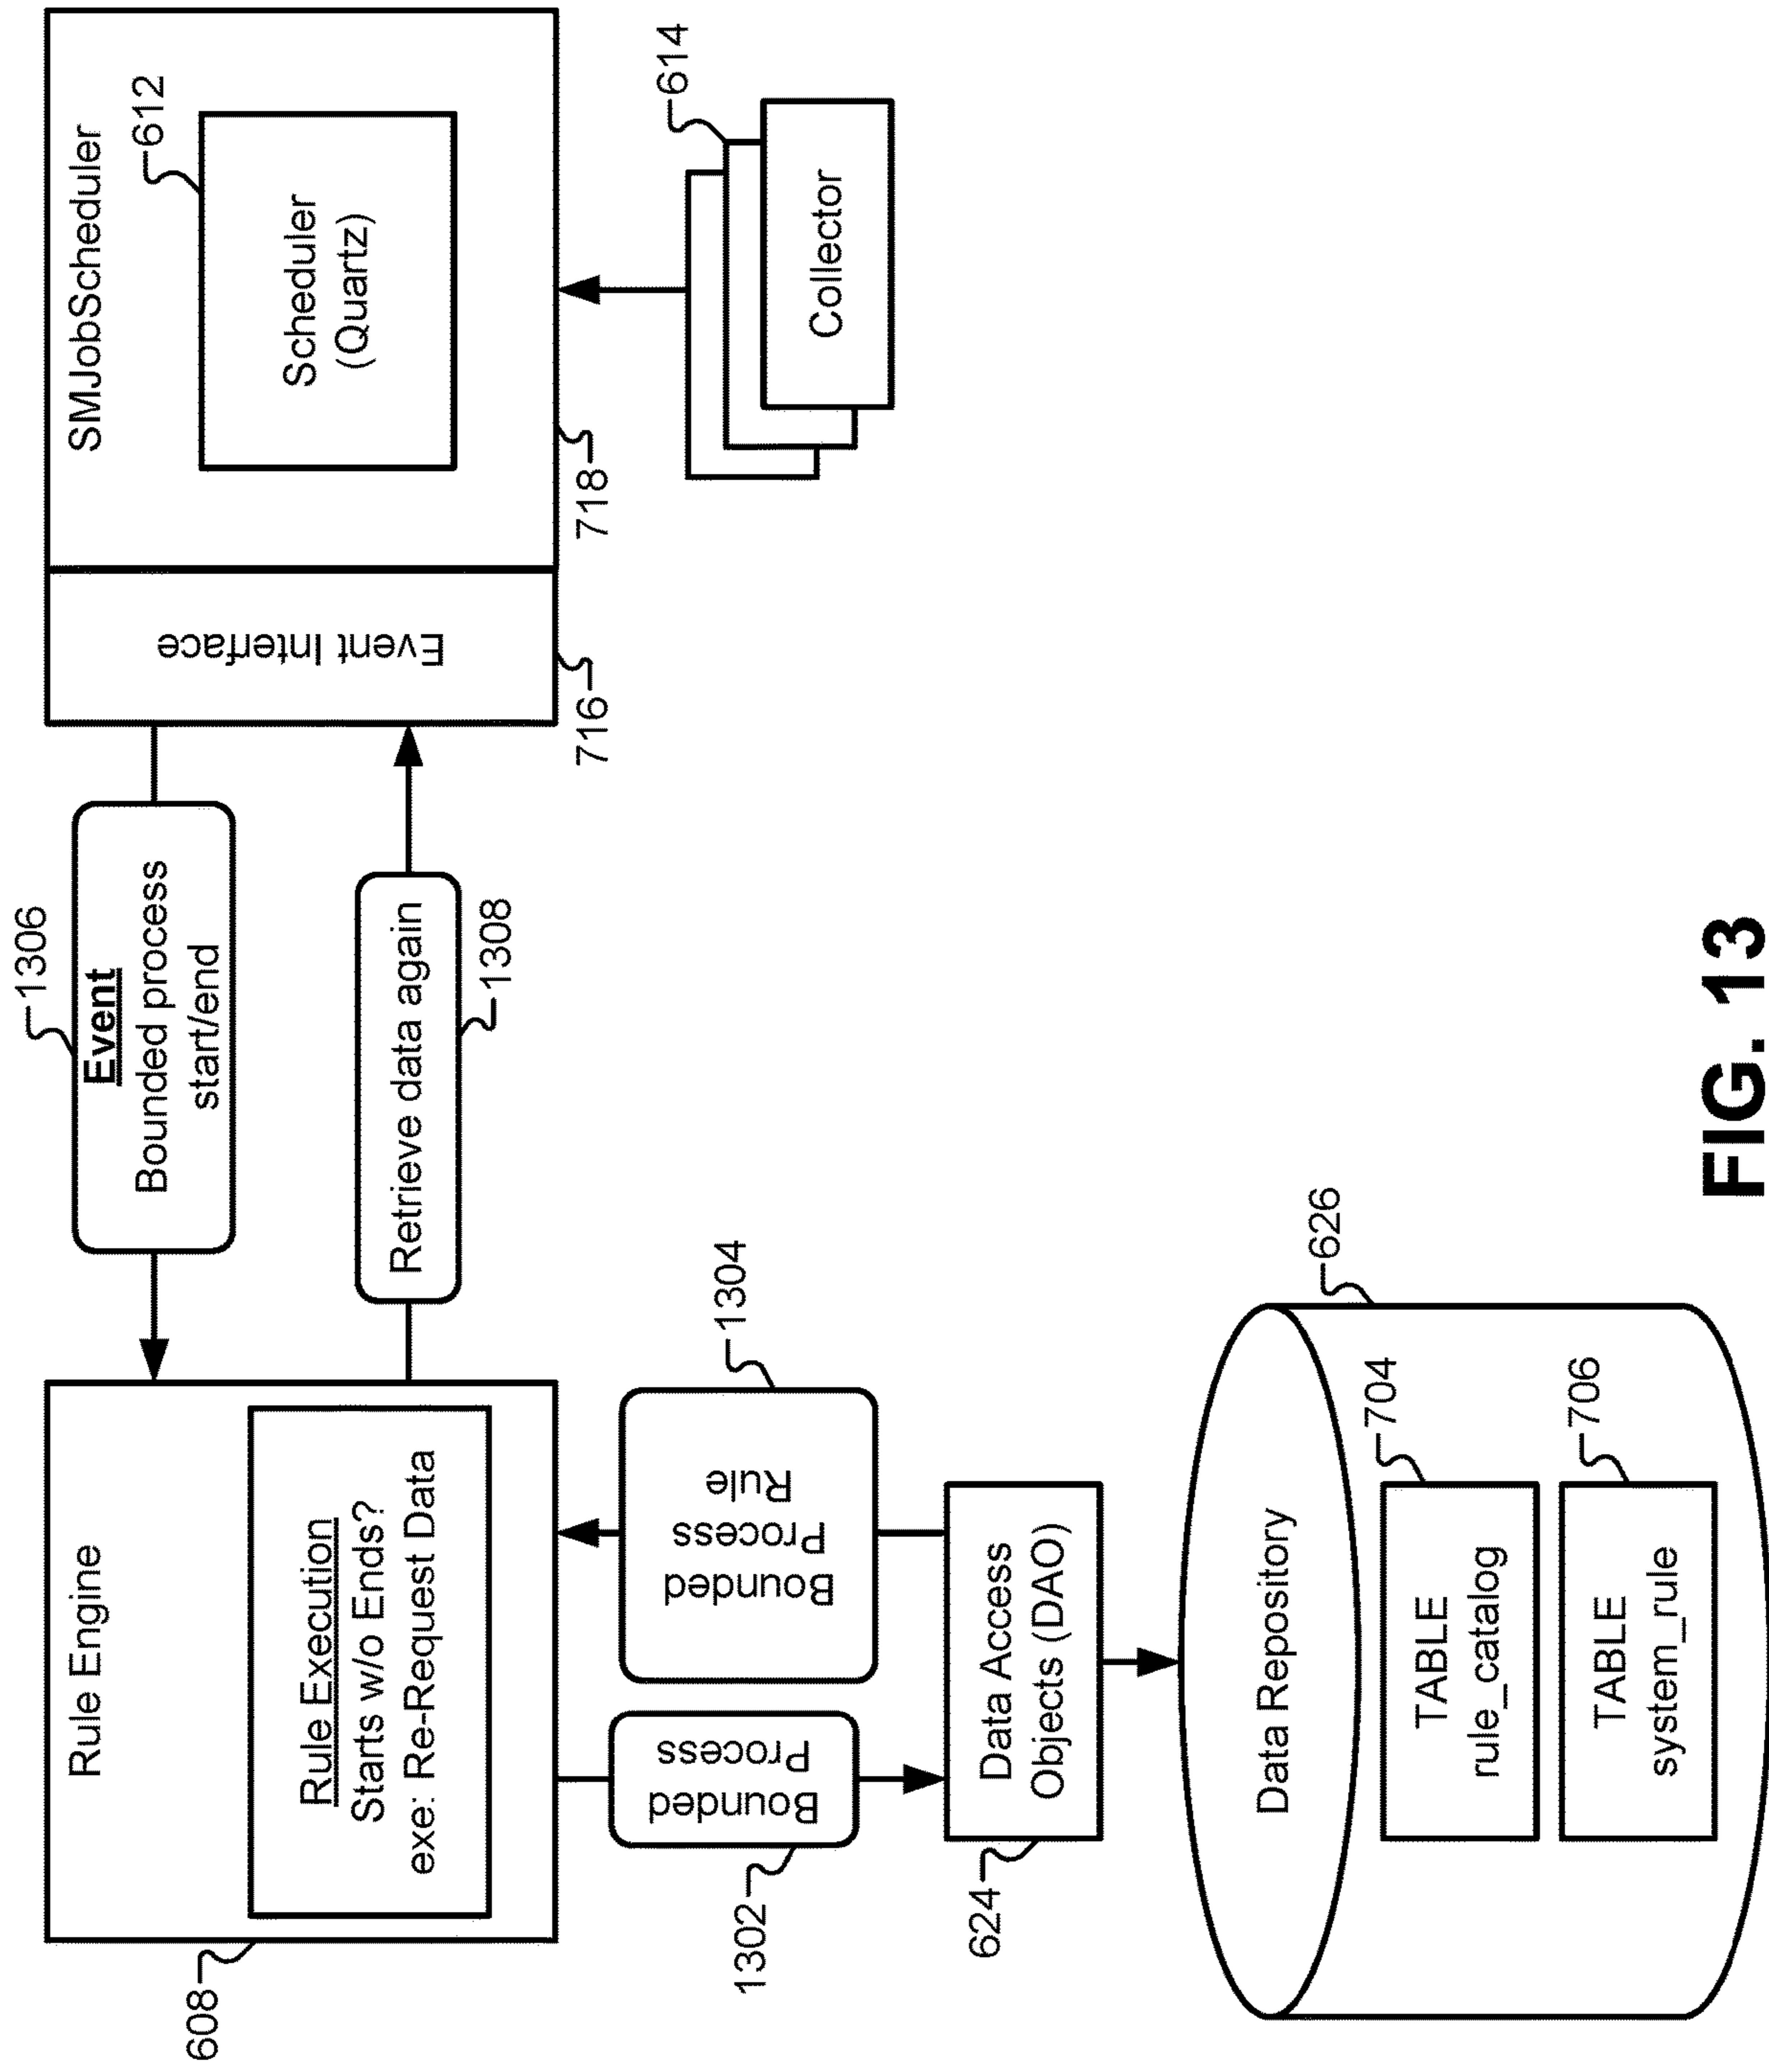 608
Rule Engine
Rule Execution
Starts w/o Ends?
exe: Re-Request Data
1306
Event
Bounded process
start/end
Retrieve data again
1308
Event Interface
716
SMJobScheduler
612
Scheduler
(Quartz)
718
614
Collector
1302
Bounded
Process
1304
Bounded
Process
Rule
624
Data Access
Objects (DAO)
626
Data Repository
704
TABLE
rule_catalog
706
TABLE
system_rule
FIG. 13